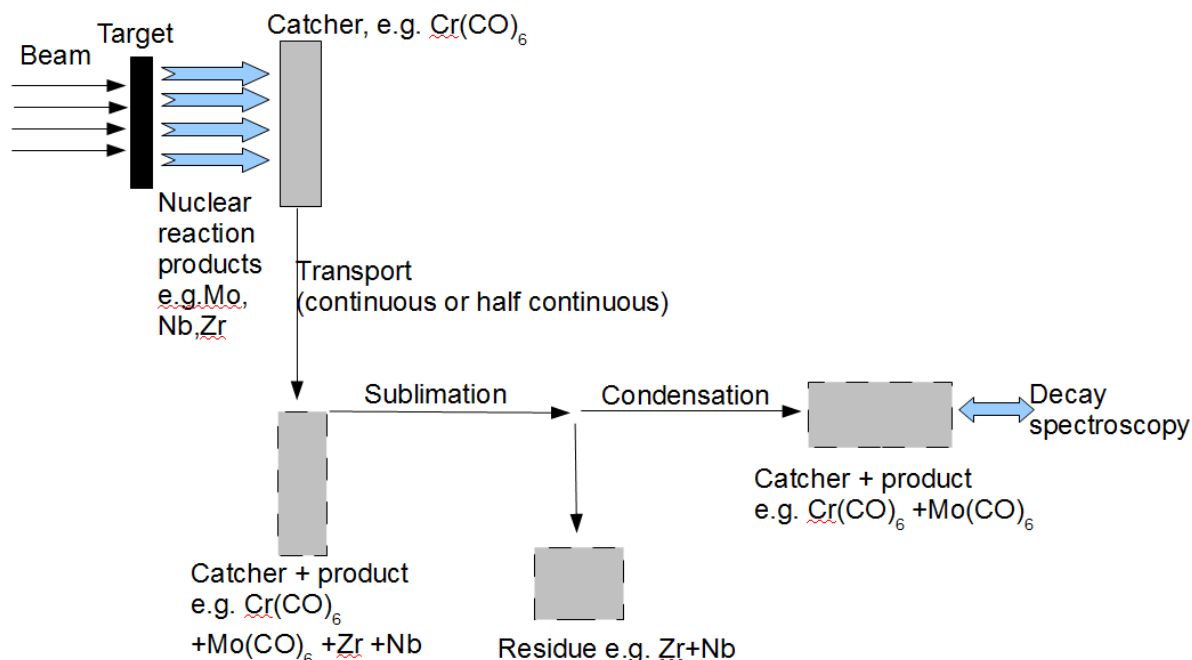 Catcher, e.g. Cr(CO)6
Target
Beam
Nuclear
reaction
products
e.g.Mo,
Nb,Zr
Transport
(continuous or half continuous)
Sublimation
Condensation
Decay
spectroscopy
Catcher + product
e.g. Cr(CO)6 +Mo(CO)6
Catcher + product
e.g. Cr(CO)6
+Mo(CO)6 +Zr +Nb
Residue e.g. Zr+Nb